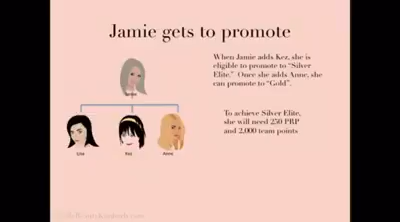 Jamie gets to promote
When Jamie adds Kez, she is
eligible to promote to "Silver
Elite." Once she adds Anne, she
can promote to "Gold".
Jamie
To achieve Silver Elite,
she will need 250 PRP
and 2,000 team points
Lisa
Kez
Anne